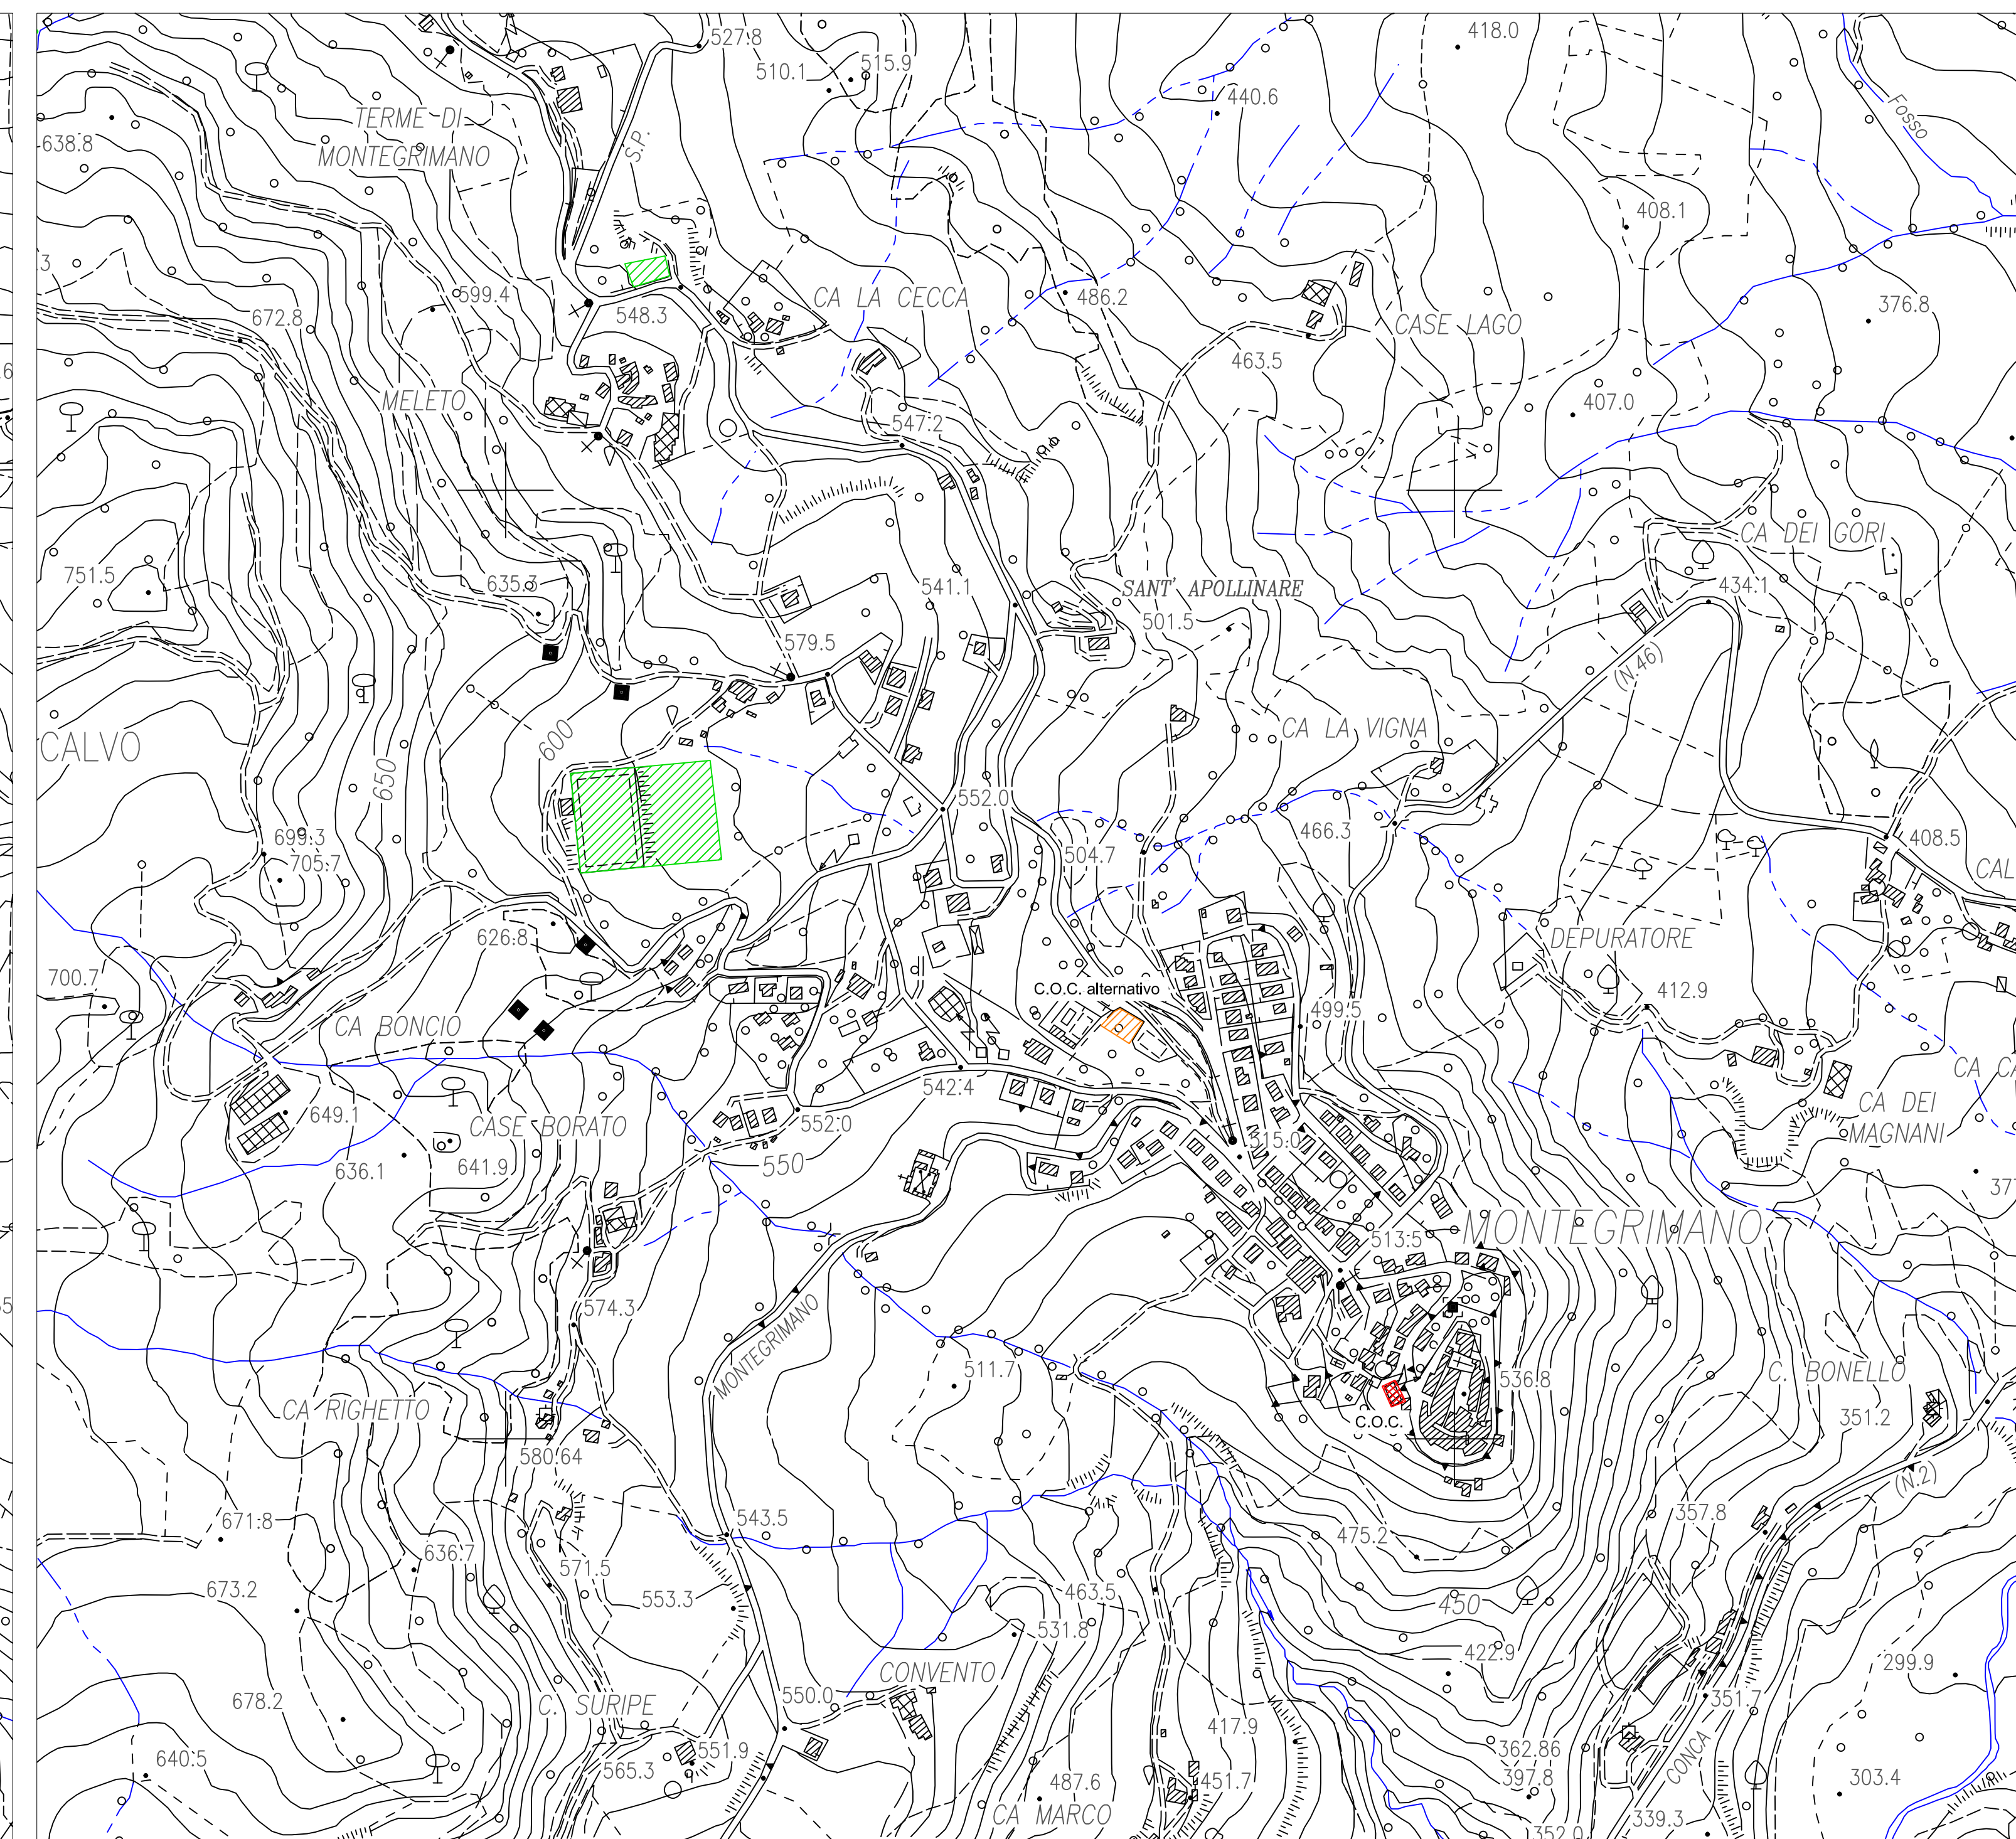 527.8
418.0
510.1
515.9
440.6
Fosso
TERME DI
MONTEGRIMANO
638.8
S.P.
408.1
599.4
672.8
548.3
CA LA CECCA
486.2
CASE LAGO
463.5
376.8
MELETO
547.2
407.0
CA DEI GORI
751.5
635.3
541.1
SANT' APOLLINARE
501.5
434.1
579.5
(N.46)
CALVO
650
600
CA LA VIGNA
552.0
466.3
408.5
699.3
705.7
504.7
CAL
626.8
DEPURATORE
700.7
C.O.C. alternativo
412.9
CA BONCIO
499.5
542.4
649.1
CASE BORATO
552.0
CA DEI
MAGNANI
636.1
641.9
550
515.0
513.5
MONTEGRIMANO
574.3
MONTEGRIMANO
511.7
536.8
C. BONELLO
351.2
CA RIGHETTO
C.O.C.
580.64
(N.2)
671.8
543.5
475.2
357.8
636.7
571.5
673.2
553.3
463.5
450
531.8
422.9
299.9
678.2
C. SURIPE
550.0
CONVENTO
351.7
417.9
640.5
565.3
551.9
362.86
397.8
CONCA
487.6
451.7
303.4
CA MARCO
339.3
352.0